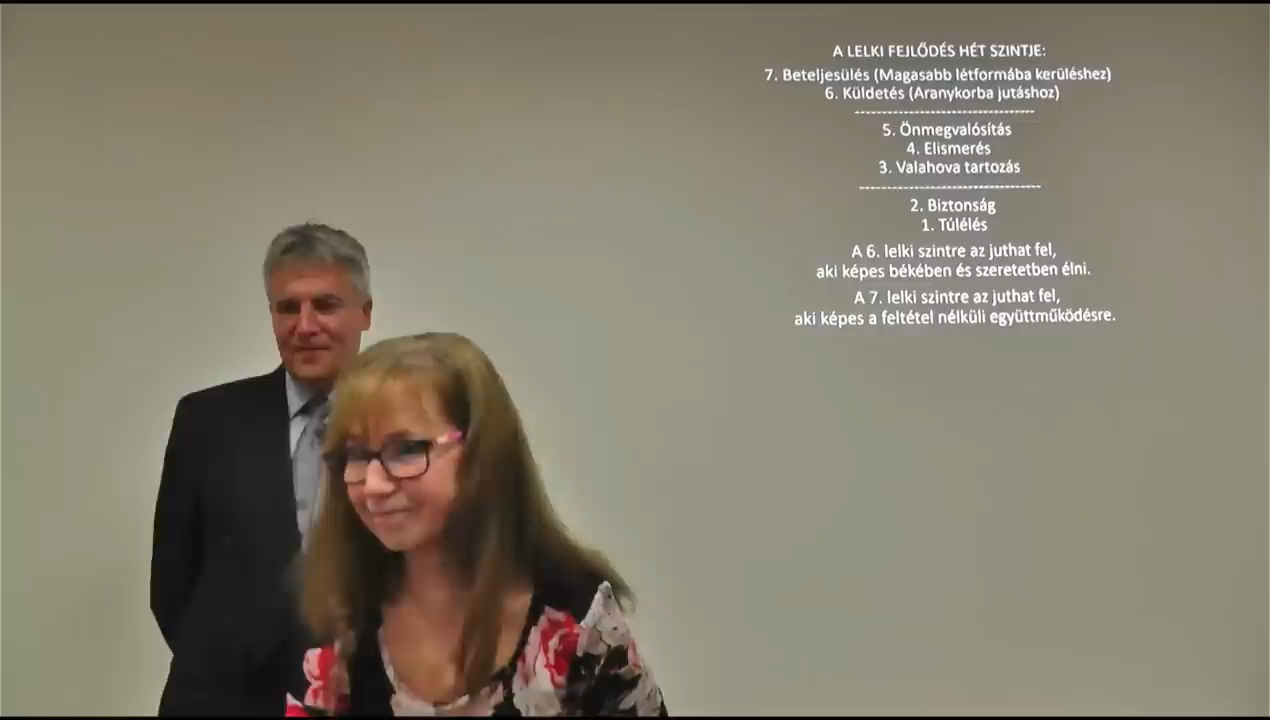 A LELKI FEJLŐDÉS HÉT SZINTJE:
7. Beteljesülés (Magasabb létformába kerüléshez)
6. Küldetés (Aranykorba jutáshoz)
-----------------------------------
5. Önmegvalósítás
4. Elismerés
3. Valahova tartozás
-----------------------------------
2. Biztonság
1. Túlélés
A 6. lelki szintre az juthat fel,
aki képes békében és szeretetben élni.
A 7. lelki szintre az juthat fel,
aki képes a feltétel nélküli együttműködésre.